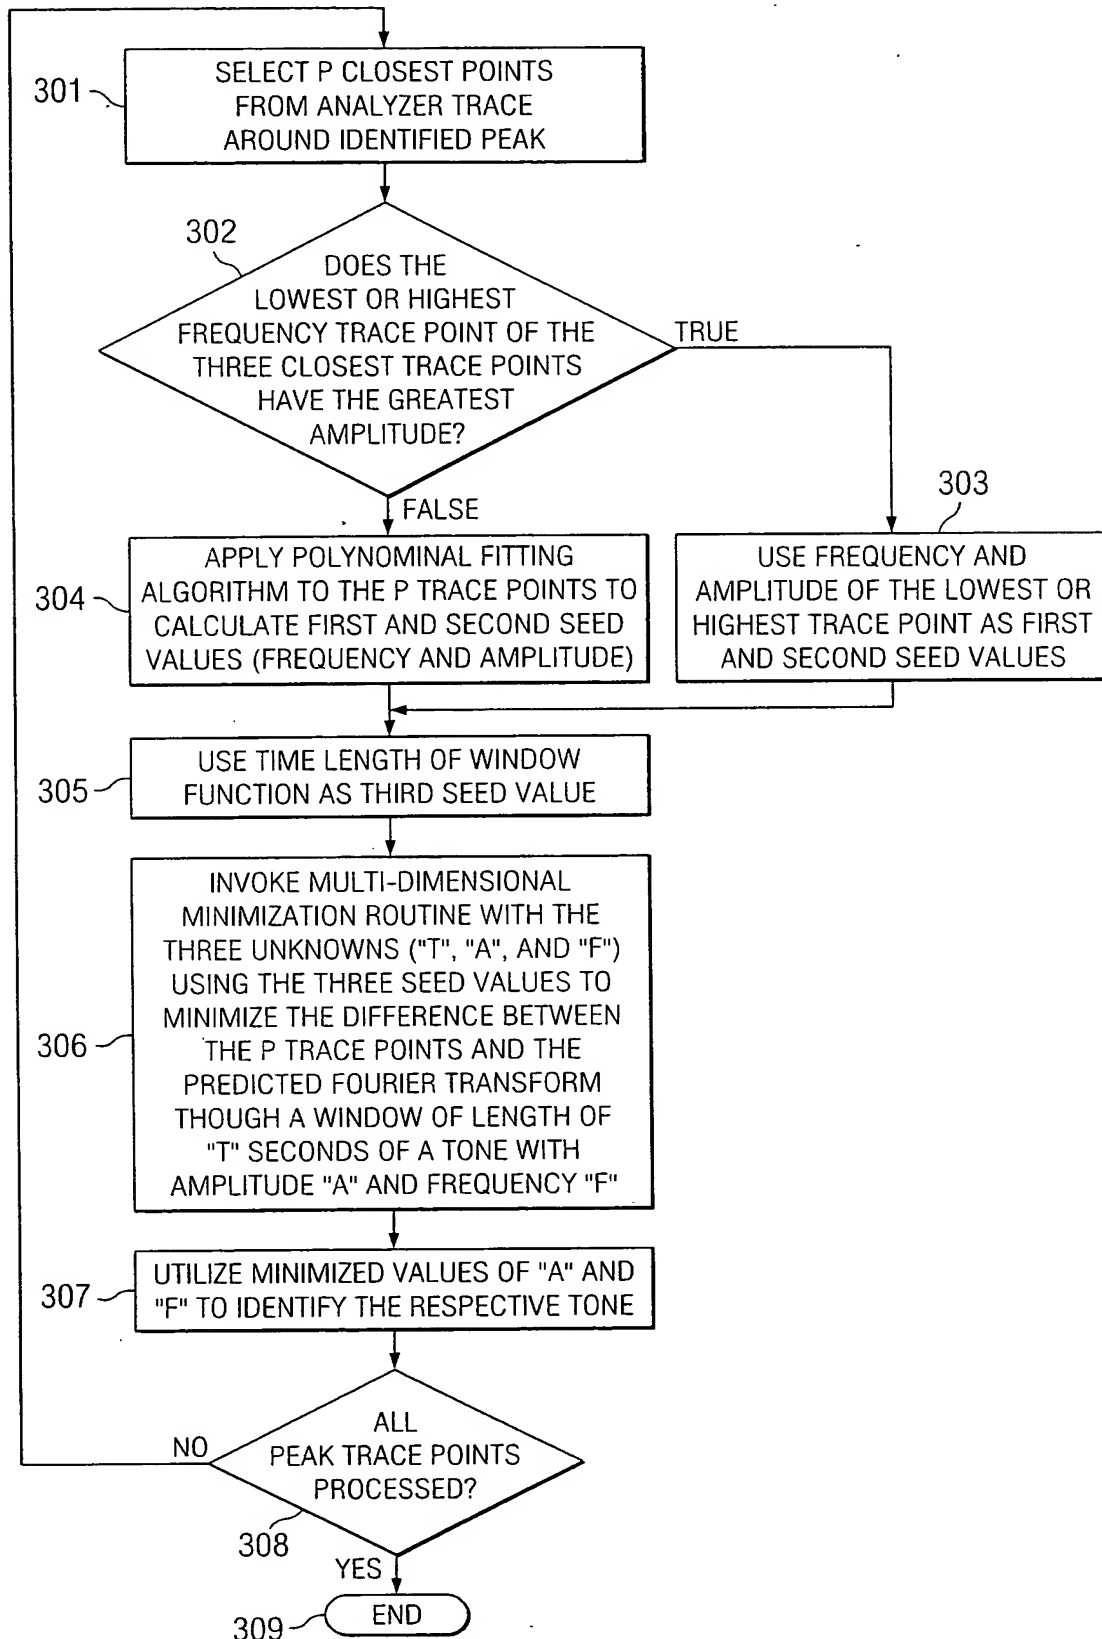 301
SELECT P CLOSEST POINTS
FROM ANALYZER TRACE
AROUND IDENTIFIED PEAK
302
DOES THE
LOWEST OR HIGHEST
FREQUENCY TRACE POINT OF THE
THREE CLOSEST TRACE POINTS
HAVE THE GREATEST
AMPLITUDE?
TRUE
FALSE
303
USE FREQUENCY AND
AMPLITUDE OF THE LOWEST OR
HIGHEST TRACE POINT AS FIRST
AND SECOND SEED VALUES
304
APPLY POLYNOMINAL FITTING
ALGORITHM TO THE P TRACE POINTS TO
CALCULATE FIRST AND SECOND SEED
VALUES (FREQUENCY AND AMPLITUDE)
305
USE TIME LENGTH OF WINDOW
FUNCTION AS THIRD SEED VALUE
306
INVOKE MULTI-DIMENSIONAL
MINIMIZATION ROUTINE WITH THE
THREE UNKNOWNS ("T", "A", AND "F")
USING THE THREE SEED VALUES TO
MINIMIZE THE DIFFERENCE BETWEEN
THE P TRACE POINTS AND THE
PREDICTED FOURIER TRANSFORM
THOUGH A WINDOW OF LENGTH OF
"T" SECONDS OF A TONE WITH
AMPLITUDE "A" AND FREQUENCY "F"
307
UTILIZE MINIMIZED VALUES OF "A" AND
"F" TO IDENTIFY THE RESPECTIVE TONE
ALL
PEAK TRACE POINTS
PROCESSED?
NO
308
YES
END
309